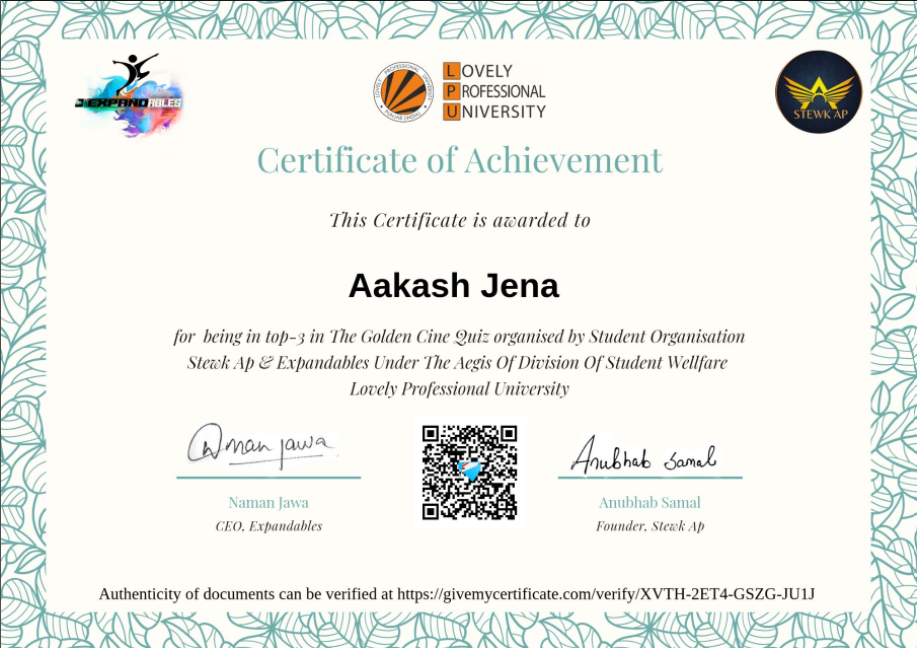 EXPANDABLES
LOVELY
PROFESSIONAL
UNIVERSITY
STEWK AP
Certificate of Achievement
This Certificate is awarded to
Aakash Jena
for being in top-3 in The Golden Cine Quiz organised by Student Organisation
Stewk Ap & Expandables Under The Aegis Of Division Of Student Wellfare
Lovely Professional University
Naman Jawa
Anubhab Samal
Naman Jawa
Anubhab Samal
CEO, Expandables
Founder, Stewk Ap
Authenticity of documents can be verified at https://givemycertificate.com/verify/XVTH-2ET4-GSZG-JU1J